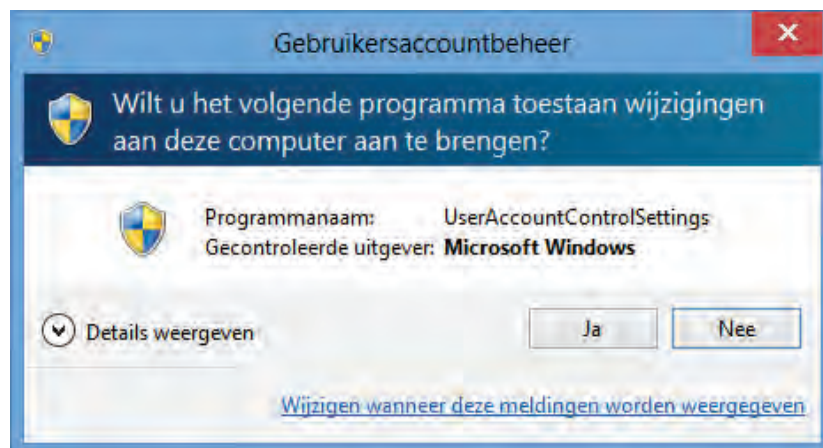 Gebruikersaccountbeheer
Wilt u het volgende programma toestaan wijzigingen
aan deze computer aan te brengen?
Programmanaam: UserAccountControlSettings
Gecontroleerde uitgever: Microsoft Windows
Details weergeven
Ja
Nee
Wijzigen wanneer deze meldingen worden weergegeven